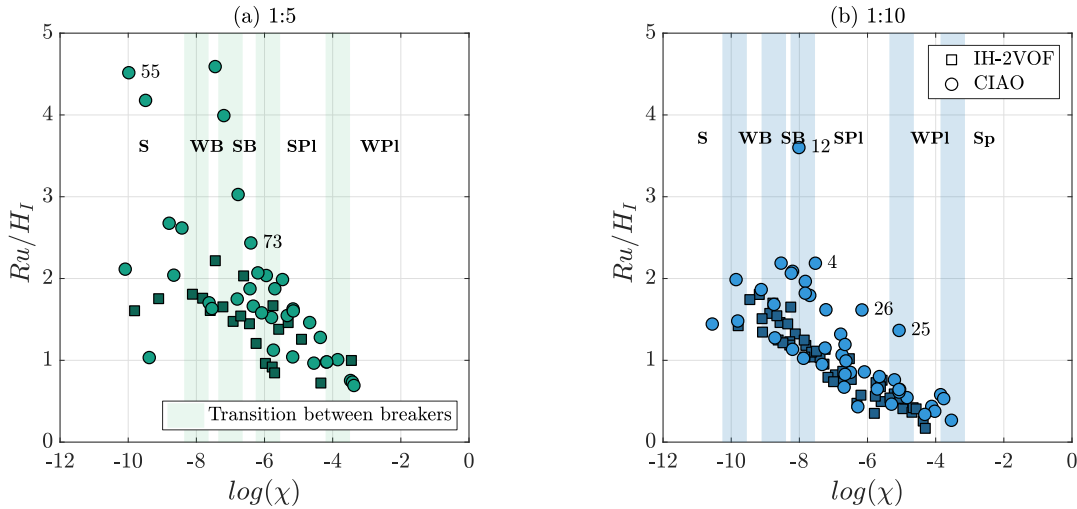 (a) 1:5
5
4
3
2
1
0
Ru/H_I
55
73
S WB SB SPl WPl
Transition between breakers
-12 -10 -8 -6 -4 -2 0
log(χ)
(b) 1:10
5
4
3
2
1
0
Ru/H_I
IH-2VOF
CIAO
S WB SB SPl WPl Sp
12
4
26
25
-12 -10 -8 -6 -4 -2 0
log(χ)